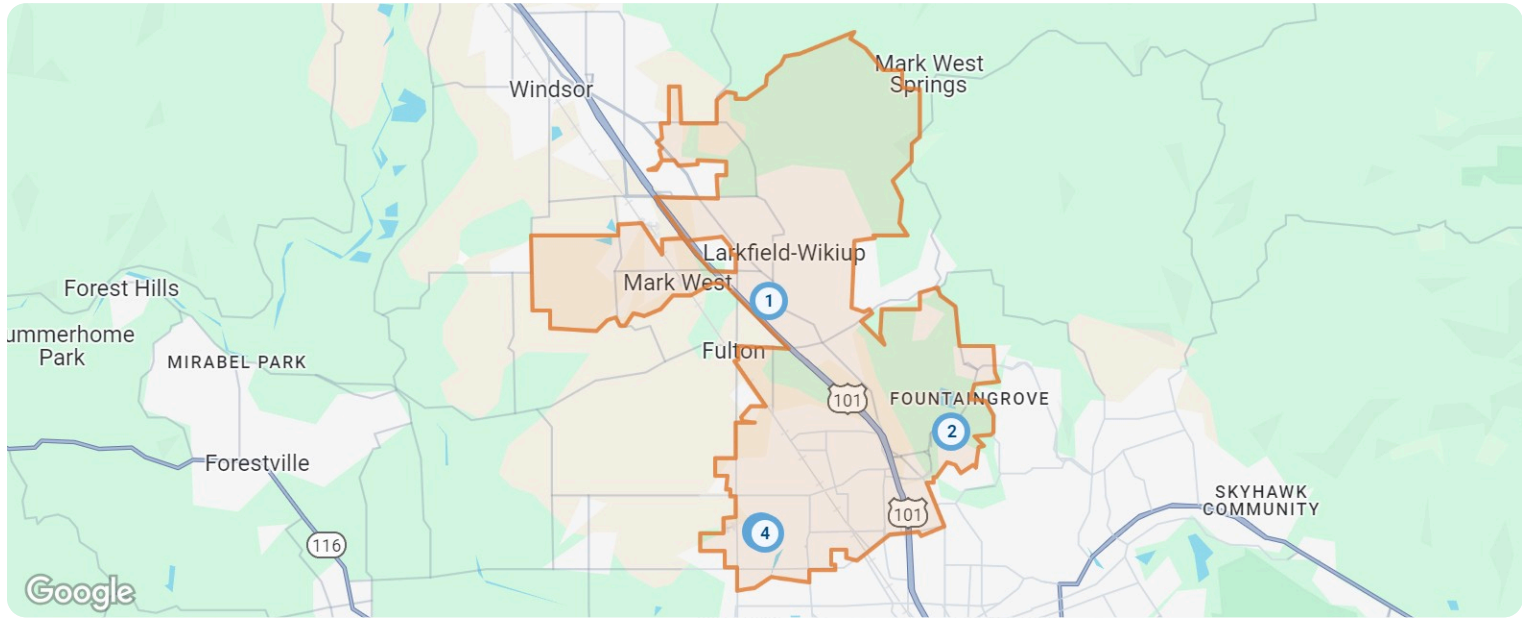 Mark West
Springs
Windsor
Larkfield-Wikiup
Mark West
Forest Hills
1
ummerhome
Park
MIRABEL PARK
Fulton
101
FOUNTAINGROVE
2
Forestville
SKYHAWK
COMMUNITY
101
4
116
Google